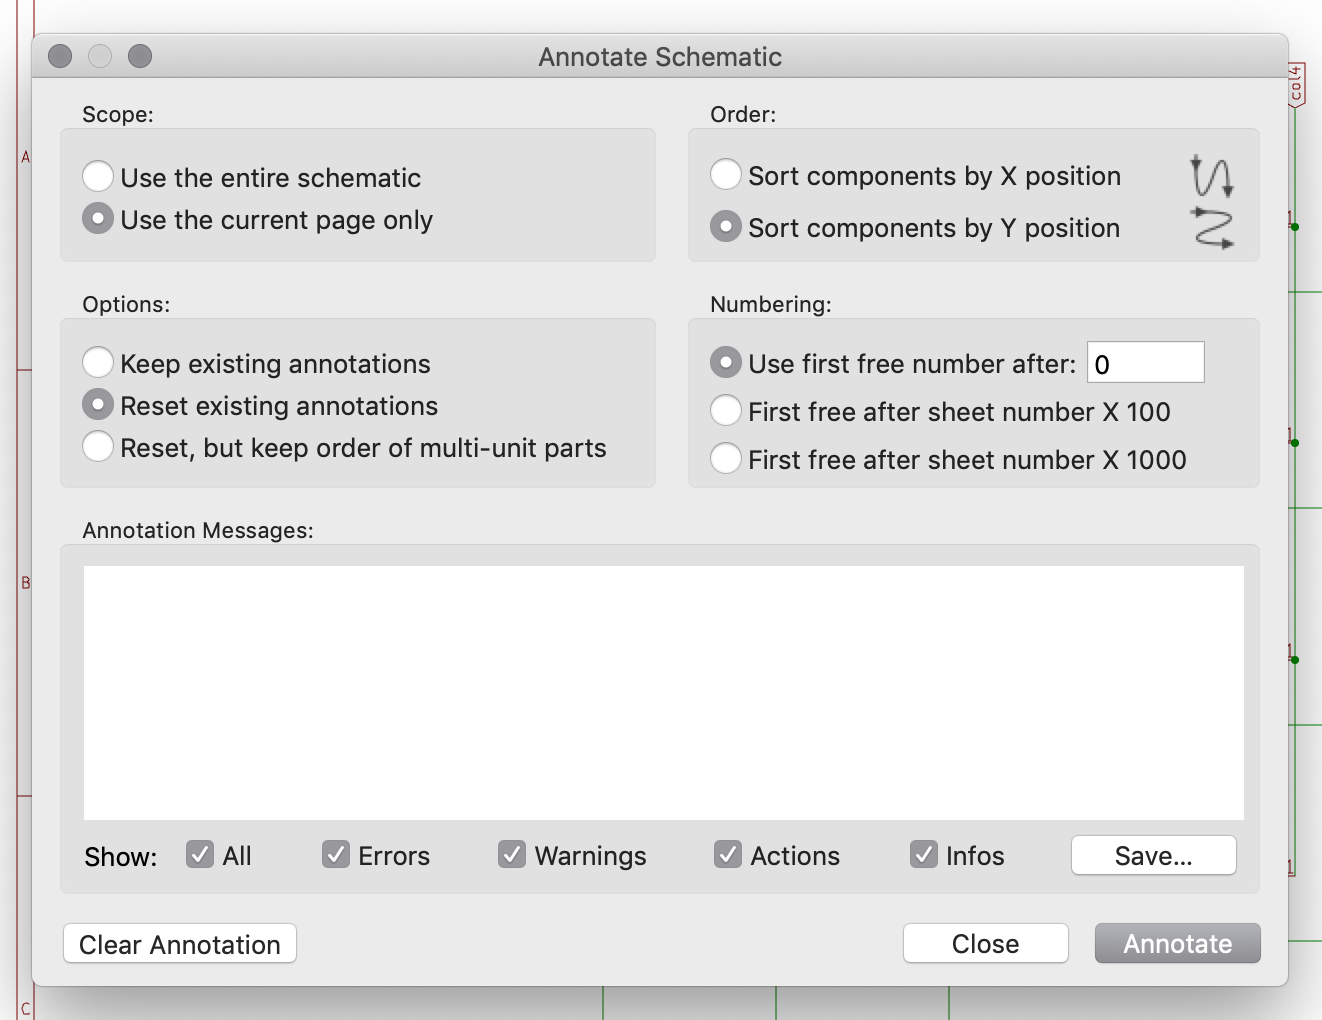 Annotate Schematic
col4
Scope:
Order:
A
Use the entire schematic
Sort components by X position
Use the current page only
Sort components by Y position
1
Options:
Numbering:
Keep existing annotations
Use first free number after: 0
Reset existing annotations
First free after sheet number X 100
1
Reset, but keep order of multi-unit parts
First free after sheet number X 1000
Annotation Messages:
B
1
Show: All Errors Warnings Actions Infos Save...
1
Clear Annotation Close Annotate
C